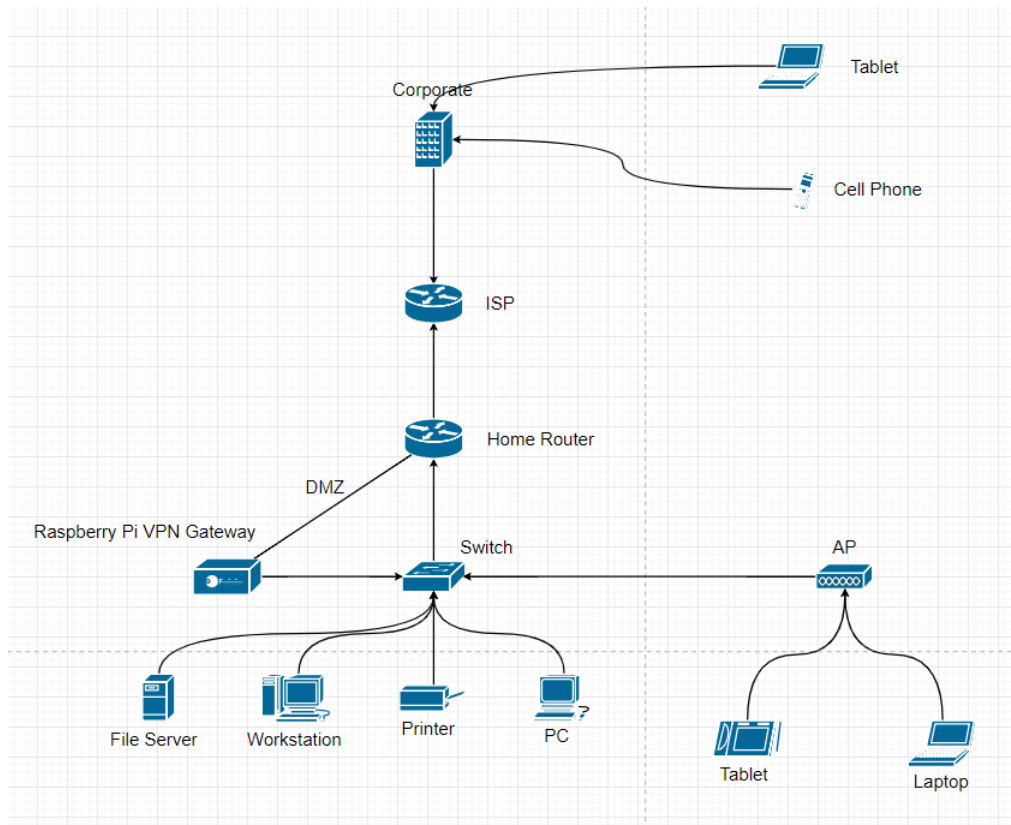 Tablet
Corporate
Cell Phone
ISP
Home Router
DMZ
Raspberry Pi VPN Gateway
Switch
AP
File Server
Workstation
Printer
PC
Tablet
Laptop